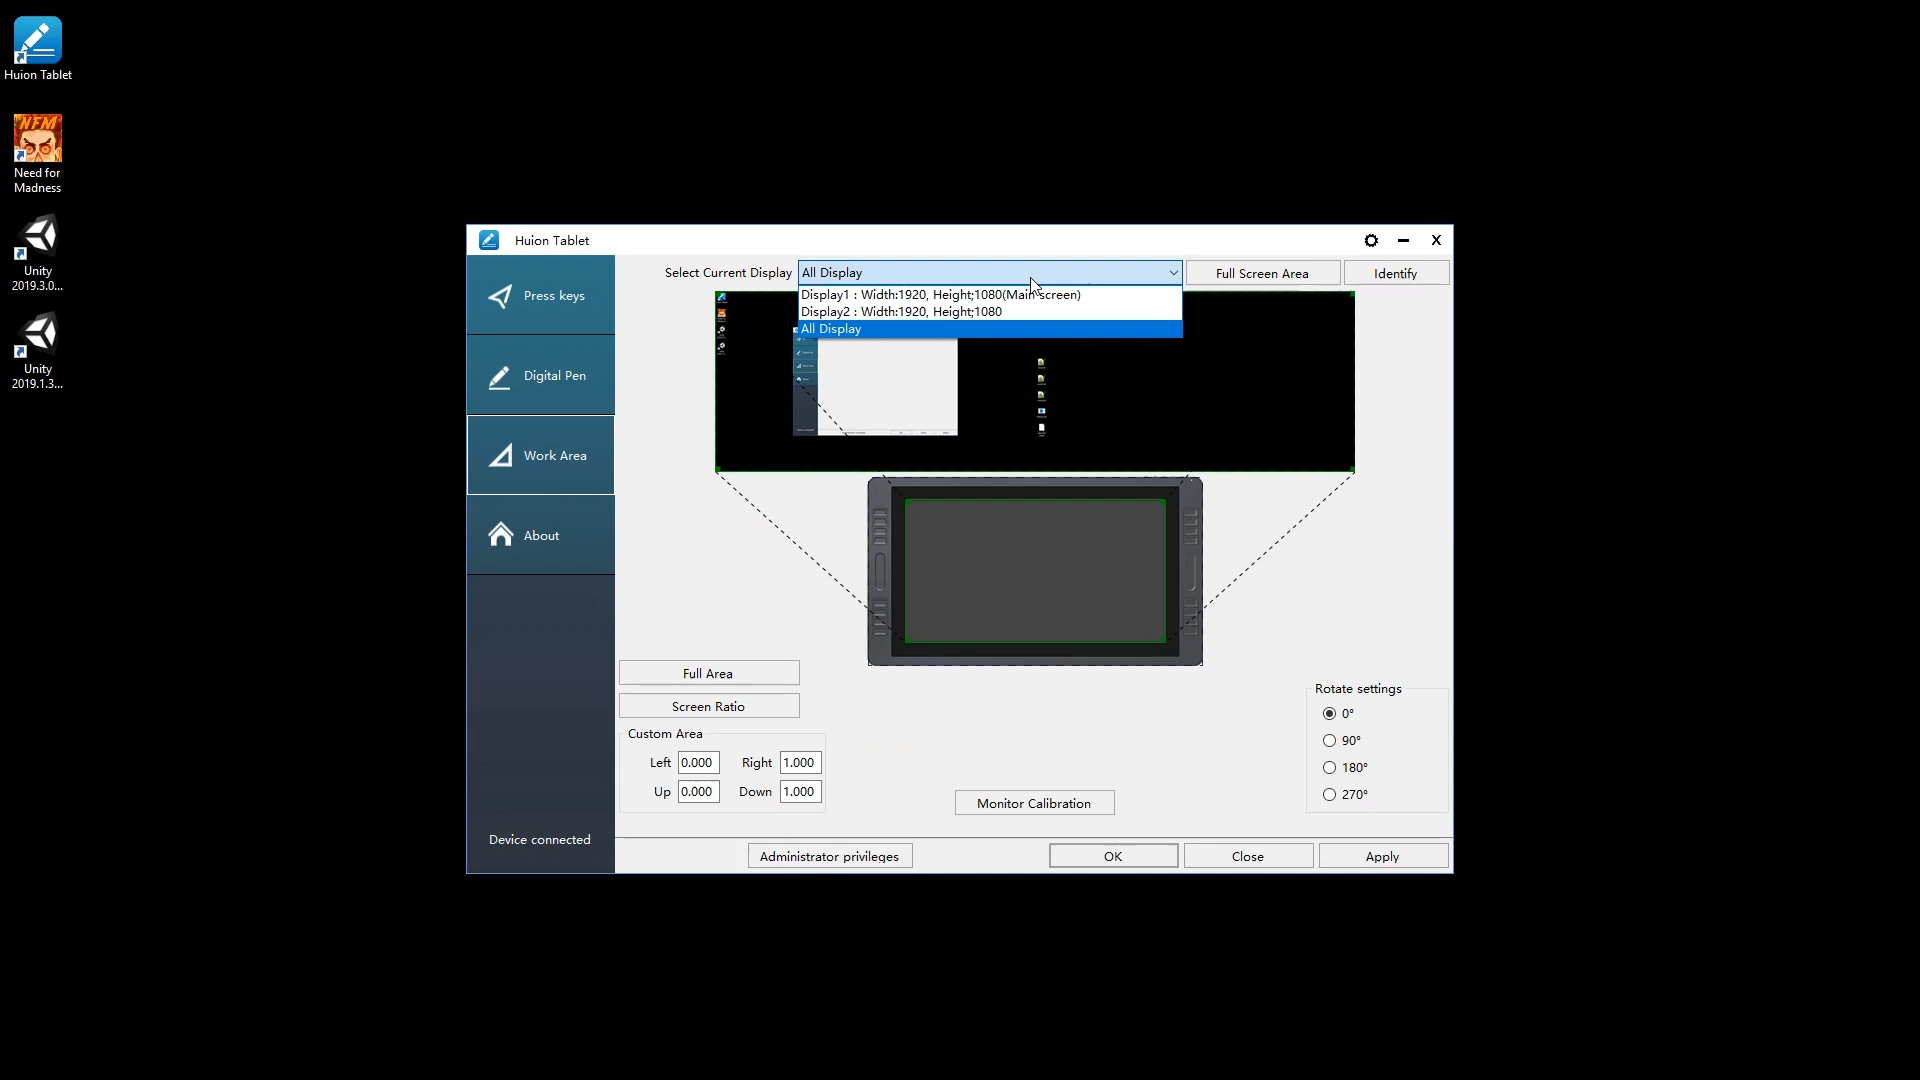 Huion Tablet
NFM
Need for
Madness
Unity
2019.3.0...
Unity
2019.1.3...
Huion Tablet
Press keys
Digital Pen
Work Area
About
Device connected
Select Current Display
All Display
Full Screen Area
Identify
Display1 : Width:1920, Height;1080(Main screen)
Display2 : Width:1920, Height;1080
All Display
Full Area
Screen Ratio
Custom Area
Left 0.000 Right 1.000
Up 0.000 Down 1.000
Monitor Calibration
Rotate settings
0°
90°
180°
270°
Administrator privileges
OK
Close
Apply